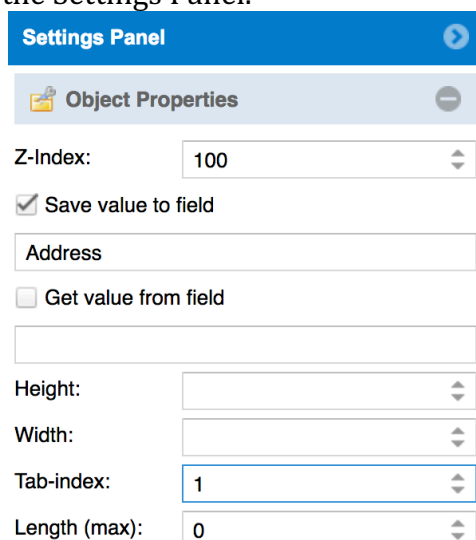 the Settings Panel.
Settings Panel
Object Properties
Z-Index: 100
Save value to field
Address
Get value from field
Height:
Width:
Tab-index: 1
Length (max): 0